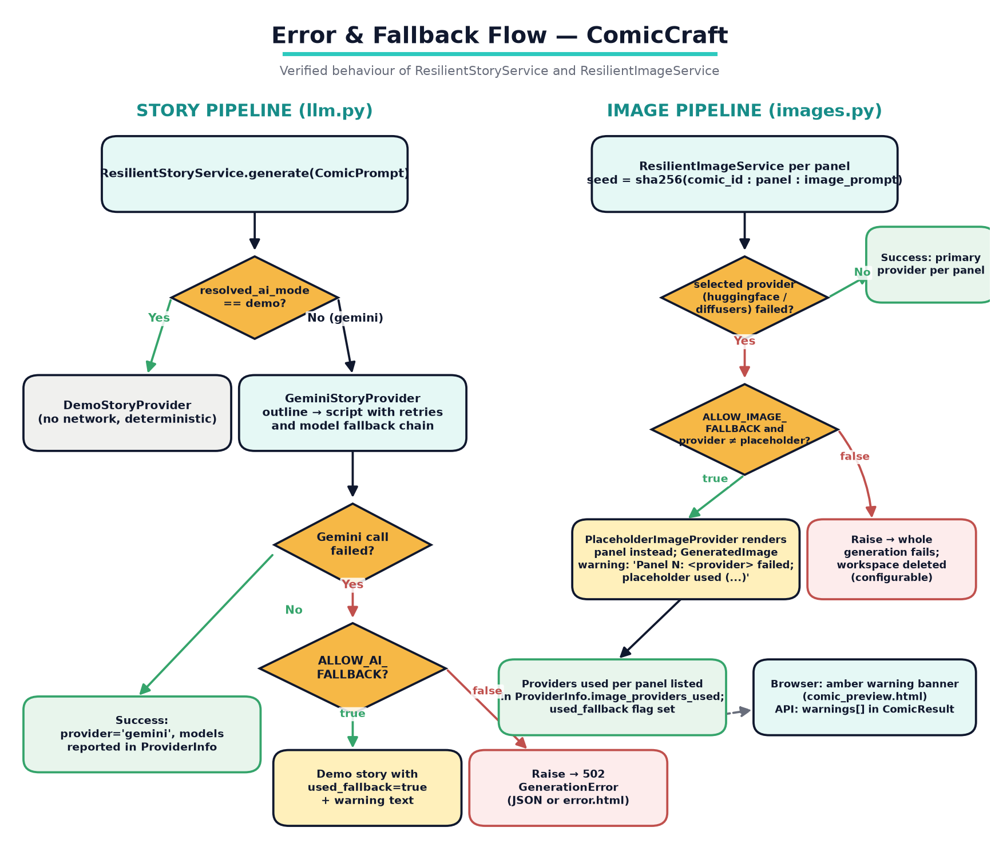 Error & Fallback Flow — ComicCraft
Verified behaviour of ResilientStoryService and ResilientImageService
STORY PIPELINE (llm.py)
ResilientStoryService.generate(ComicPrompt)
resolved_ai_mode
== demo?
Yes
No (gemini)
DemoStoryProvider
(no network, deterministic)
GeminiStoryProvider
outline → script with retries
and model fallback chain
Gemini call
failed?
Yes
No
ALLOW_AI_
FALLBACK?
true
false
Success:
provider='gemini', models
reported in ProviderInfo
Demo story with
used_fallback=true
+ warning text
Raise → 502
GenerationError
(JSON or error.html)
IMAGE PIPELINE (images.py)
ResilientImageService per panel
seed = sha256(comic_id : panel : image_prompt)
selected provider
(huggingface /
diffusers) failed?
No
Success: primary
provider per panel
Yes
ALLOW_IMAGE_
FALLBACK and
provider ≠ placeholder?
true
false
PlaceholderImageProvider renders
panel instead; GeneratedImage
warning: 'Panel N: <provider> failed;
placeholder used (...)'
Raise → whole
generation fails;
workspace deleted
(configurable)
Providers used per panel listed
in ProviderInfo.image_providers_used;
used_fallback flag set
Browser: amber warning banner
(comic_preview.html)
API: warnings[] in ComicResult